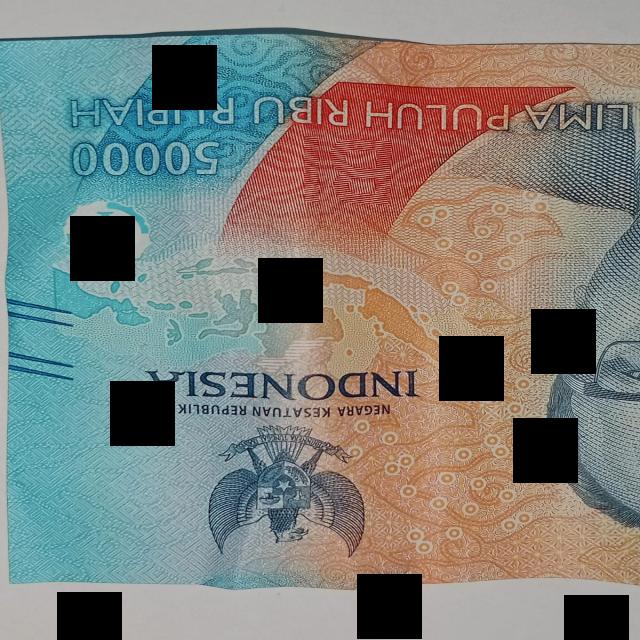 NEGARA KESATUAN REPUBLIK
INDONESIA
50000
LIMA PULUH RIBU RUPIAH